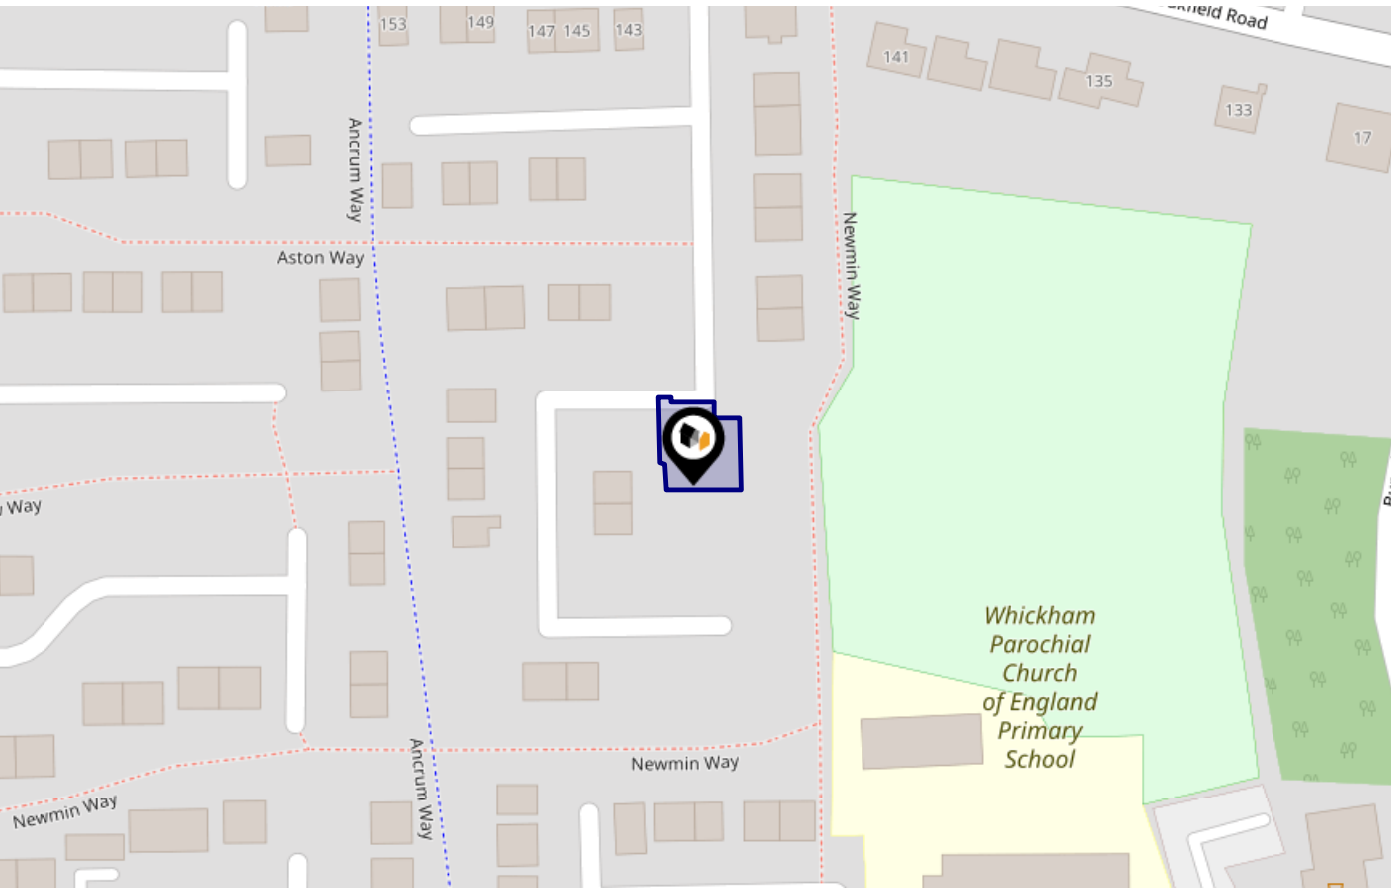 Road
153
149
147
145
143
141
135
133
17
Ancrum Way
Newmin Way
Aston Way
Way
Whickham
Parochial
Church
of England
Primary
School
Ancrum Way
Newmin Way
Newmin Way